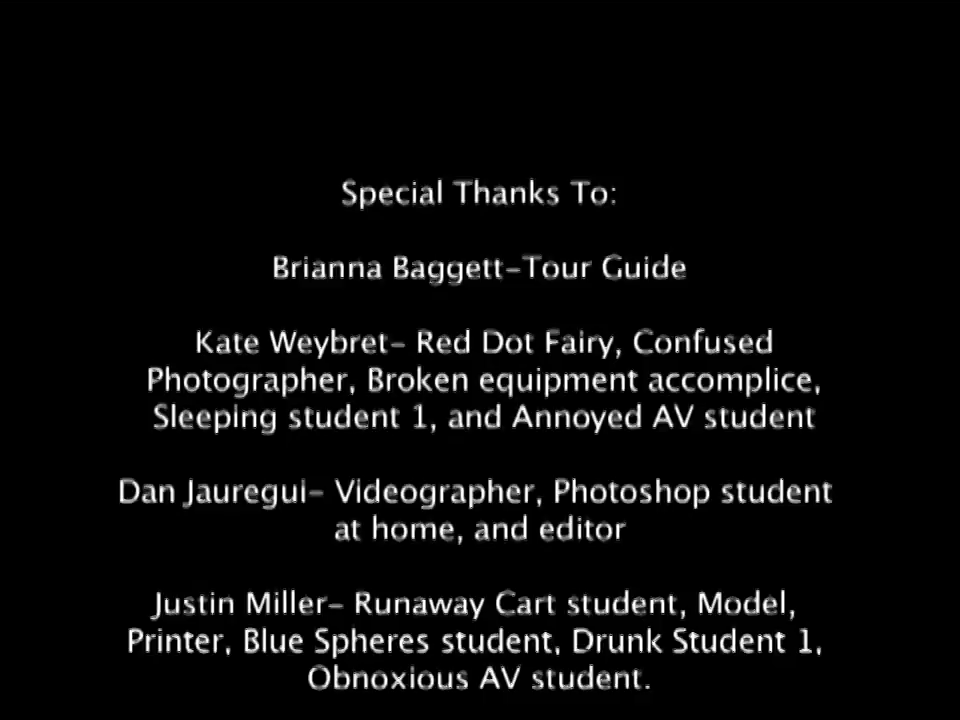 Special Thanks To:
Brianna Baggett-Tour Guide
Kate Weybret- Red Dot Fairy, Confused
Photographer, Broken equipment accomplice,
Sleeping student 1, and Annoyed AV student
Dan Jauregui- Videographer, Photoshop student
at home, and editor
Justin Miller- Runaway Cart student, Model,
Printer, Blue Spheres student, Drunk Student 1,
Obnoxious AV student.